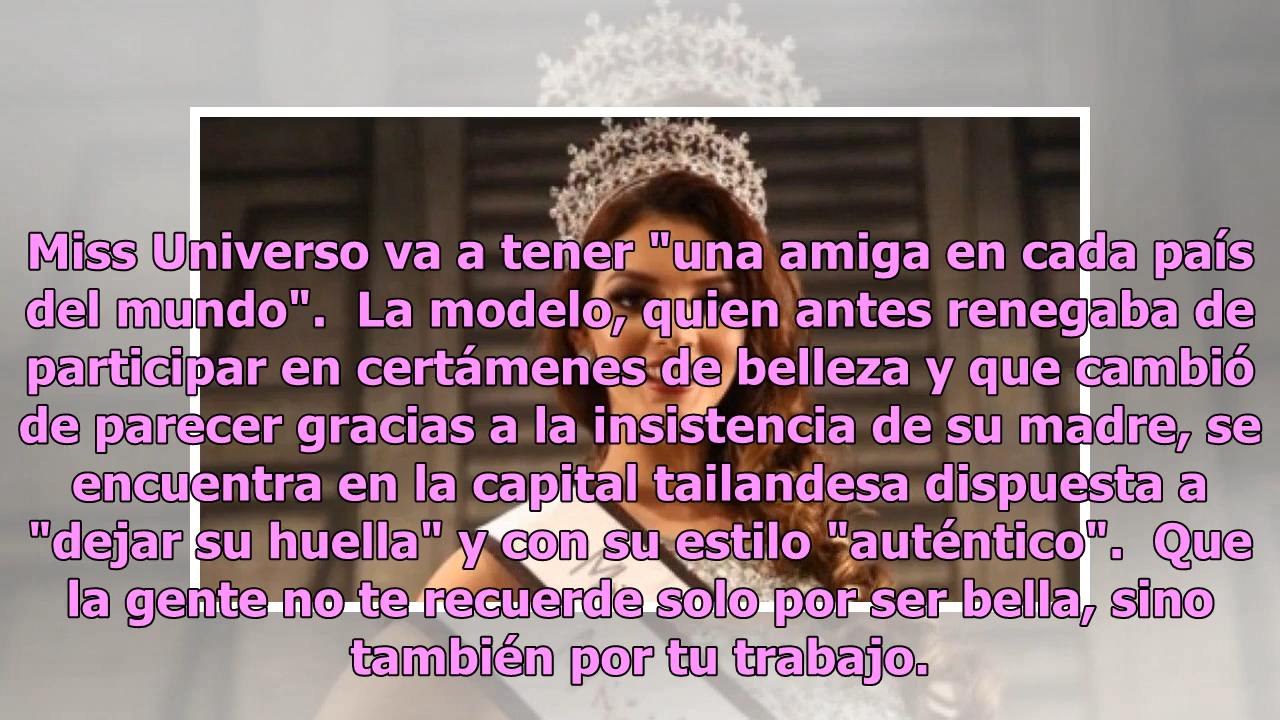 Miss Universo va a tener "una amiga en cada país
del mundo".  La modelo, quien antes renegaba de
participar en certámenes de belleza y que cambió
de parecer gracias a la insistencia de su madre, se
encuentra en la capital tailandesa dispuesta a
"dejar su huella" y con su estilo "auténtico".  Que
la gente no te recuerde solo por ser bella, sino
también por tu trabajo.